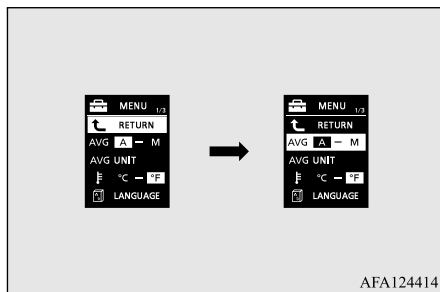 MENU 1/3
RETURN
AVG A – M
AVG UNIT
°C – °F
LANGUAGE
MENU 1/3
RETURN
AVG A – M
AVG UNIT
°C – °F
LANGUAGE
AFA124414